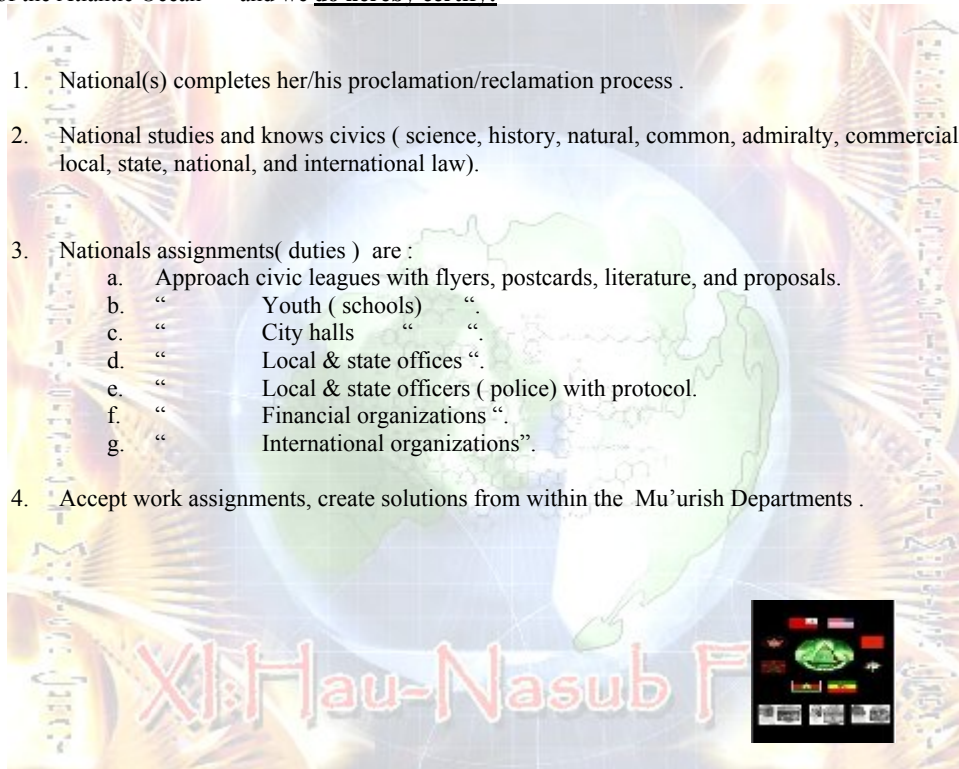 of the Atlantic Ocean and we do hereby certify:
1. National(s) completes her/his proclamation/reclamation process .
2. National studies and knows civics ( science, history, natural, common, admiralty, commercial
local, state, national, and international law).
3. Nationals assignments( duties ) are :
a. Approach civic leagues with flyers, postcards, literature, and proposals.
b. “ Youth ( schools) “.
c. “ City halls “ “.
d. “ Local & state offices “.
e. “ Local & state officers ( police) with protocol.
f. “ Financial organizations “.
g. “ International organizations”.
4. Accept work assignments, create solutions from within the Mu’urish Departments .
XI:Hau-Nasub F